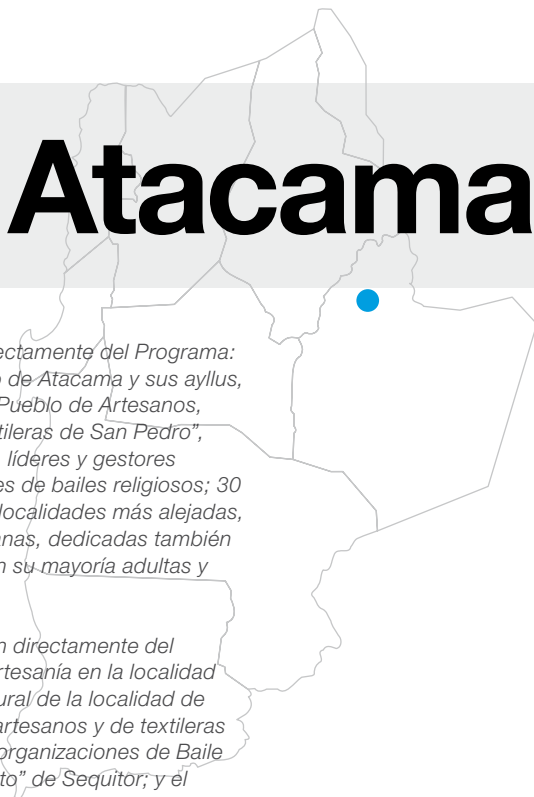 Atacama
ectamente del Programa:
de Atacama y sus ayllus,
Pueblo de Artesanos,
tileras de San Pedro”,
líderes y gestores
es de bailes religiosos; 30
localidades más alejadas,
anas, dedicadas también
n su mayoría adultas y
n directamente del
rtesanía en la localidad
ural de la localidad de
artesanos y de textileras
organizaciones de Baile
to” de Sequitor; y el